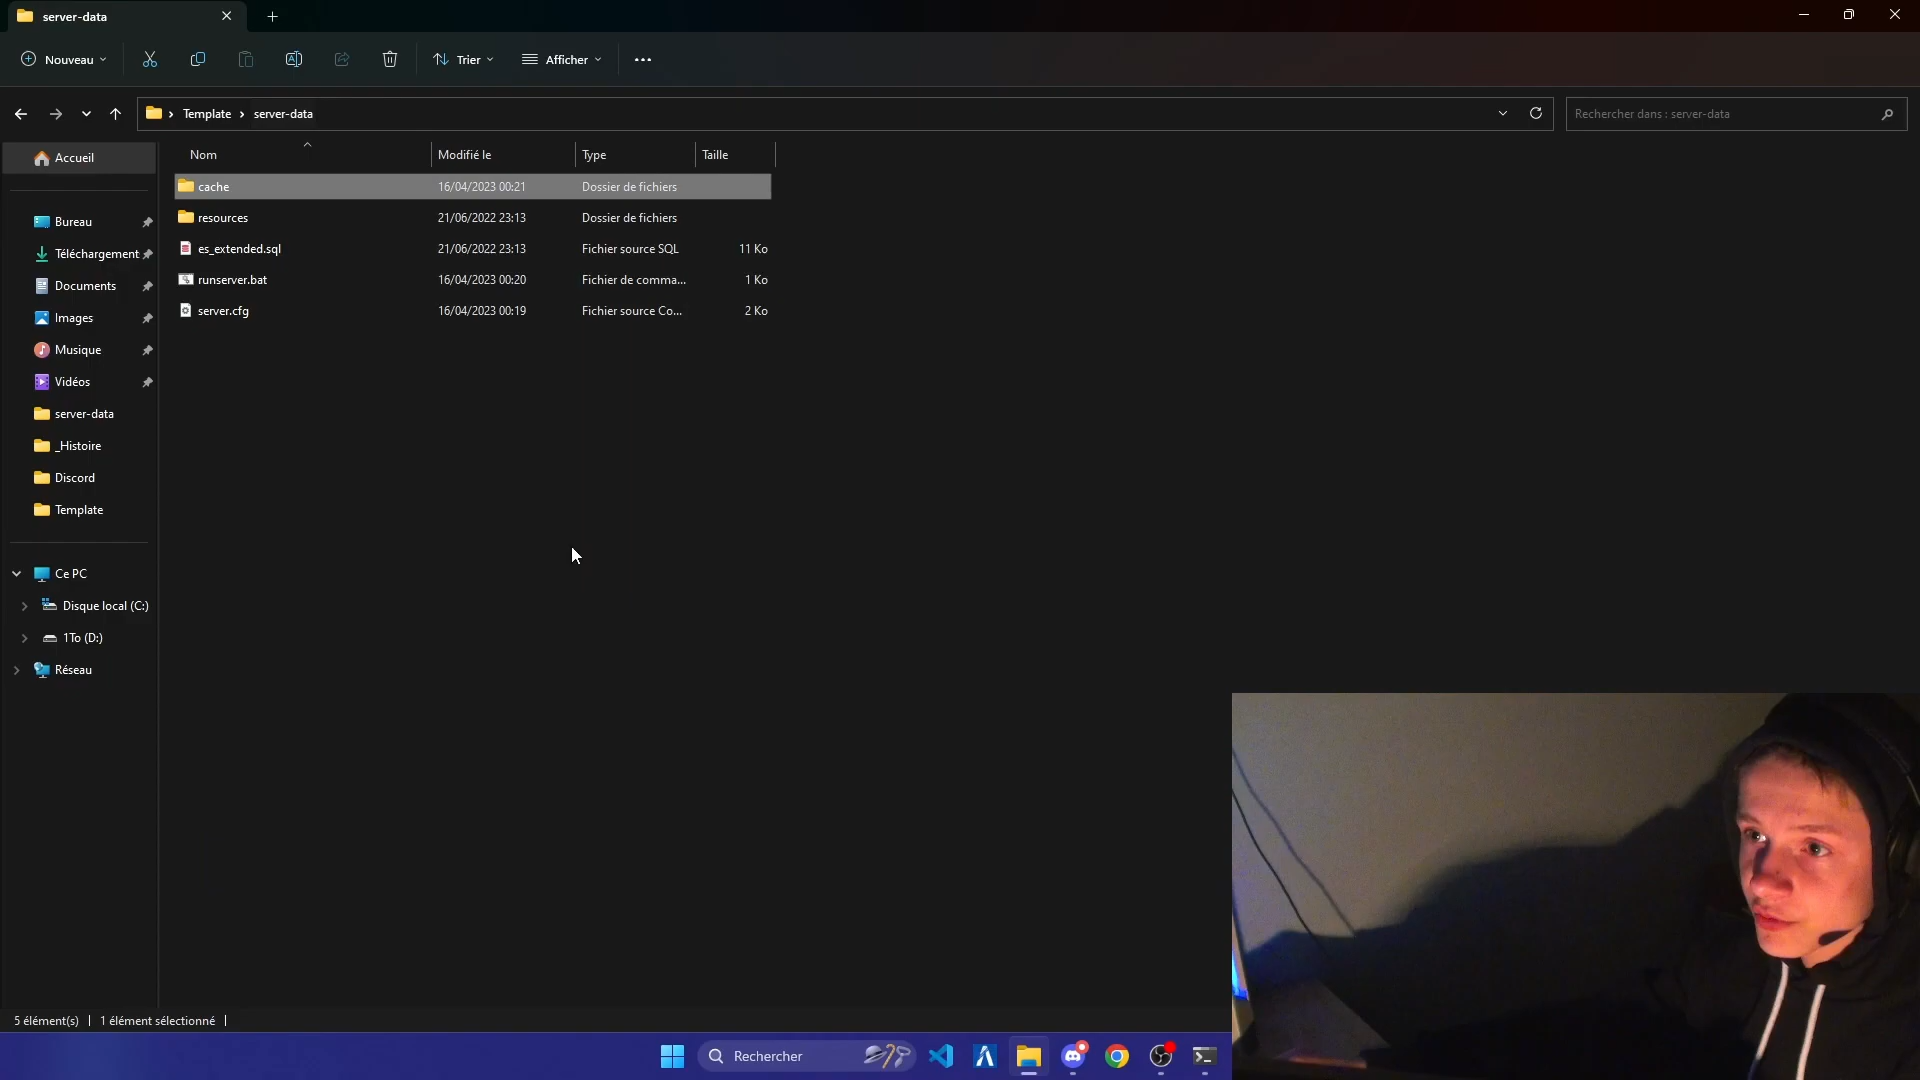 server-data
Nouveau
Trier
Afficher
Template
server-data
Rechercher dans : server-data
Accueil
Bureau
Téléchargement
Documents
Images
Musique
Vidéos
server-data
_Histoire
Discord
Template
Ce PC
Disque local (C:)
1To (D:)
Réseau
Nom Modifié le Type Taille
cache 16/04/2023 00:21 Dossier de fichiers
resources 21/06/2022 23:13 Dossier de fichiers
es_extended.sql 21/06/2022 23:13 Fichier source SQL 11 Ko
runserver.bat 16/04/2023 00:20 Fichier de comma... 1 Ko
server.cfg 16/04/2023 00:19 Fichier source Co... 2 Ko
5 élément(s) 1 élément sélectionné
Rechercher